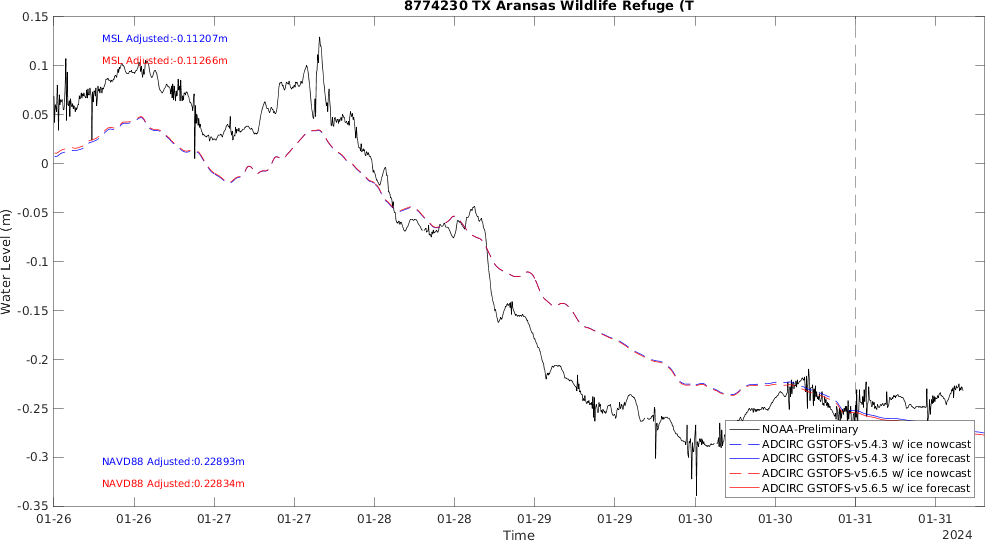 8774230 TX Aransas Wildlife Refuge (T
0.15
0.1
0.05
0
-0.05
-0.1
-0.15
-0.2
-0.25
-0.3
-0.35
Water Level (m)
MSL Adjusted:-0.11207m
MSL Adjusted:-0.11266m
NAVD88 Adjusted:0.22893m
NAVD88 Adjusted:0.22834m
NOAA-Preliminary
ADCIRC GSTOFS-v5.4.3 w/ ice nowcast
ADCIRC GSTOFS-v5.4.3 w/ ice forecast
ADCIRC GSTOFS-v5.6.5 w/ ice nowcast
ADCIRC GSTOFS-v5.6.5 w/ ice forecast
01-26 01-26 01-27 01-27 01-28 01-28 01-29 01-29 01-30 01-30 01-31 01-31
Time
2024